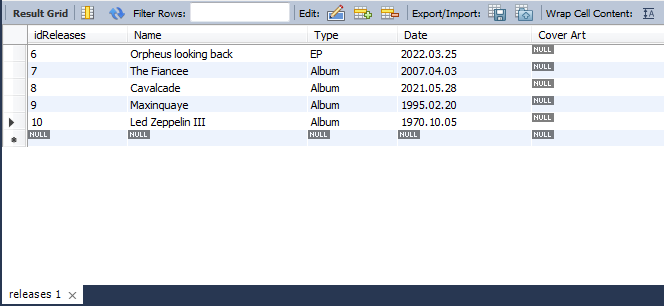 Result Grid Filter Rows: Edit: Export/Import: Wrap Cell Content: IA
idReleases Name Type Date Cover Art
6 Orpheus looking back EP 2022.03.25 NULL
7 The Fiancee Album 2007.04.03 NULL
8 Cavalcade Album 2021.05.28 NULL
9 Maxinquaye Album 1995.02.20 NULL
10 Led Zeppelin III Album 1970.10.05 NULL
NULL NULL NULL NULL NULL
releases 1